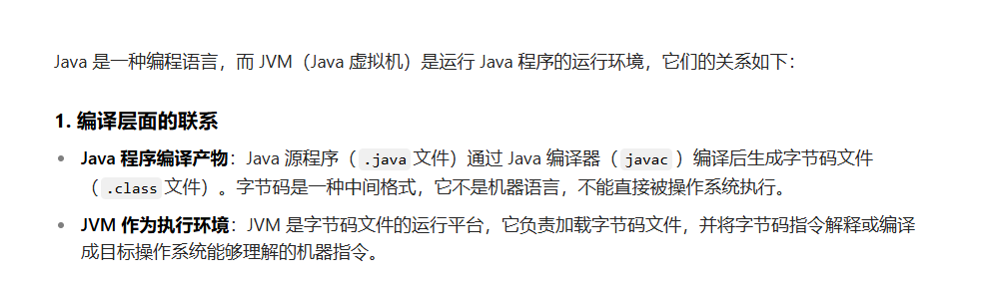 Java 是一种编程语言，而 JVM（Java 虚拟机）是运行 Java 程序的运行环境，它们的关系如下：
1. 编译层面的联系
• Java 程序编译产物：Java 源程序（ .java 文件）通过 Java 编译器（ javac ）编译后生成字节码文件
（ .class 文件）。字节码是一种中间格式，它不是机器语言，不能直接被操作系统执行。
• JVM 作为执行环境：JVM 是字节码文件的运行平台，它负责加载字节码文件，并将字节码指令解释或编译
成目标操作系统能够理解的机器指令。